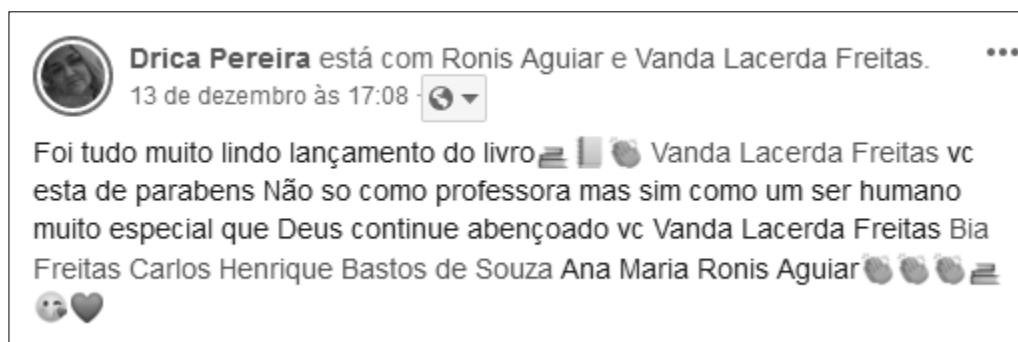 Drica Pereira está com Ronis Aguiar e Vanda Lacerda Freitas.
13 de dezembro às 17:08 ·
Foi tudo muito lindo lançamento do livro📚📔👏 Vanda Lacerda Freitas vc
esta de parabens Não so como professora mas sim como um ser humano
muito especial que Deus continue abençoado vc Vanda Lacerda Freitas Bia
Freitas Carlos Henrique Bastos de Souza Ana Maria Ronis Aguiar👏👏👏📚
😘❤